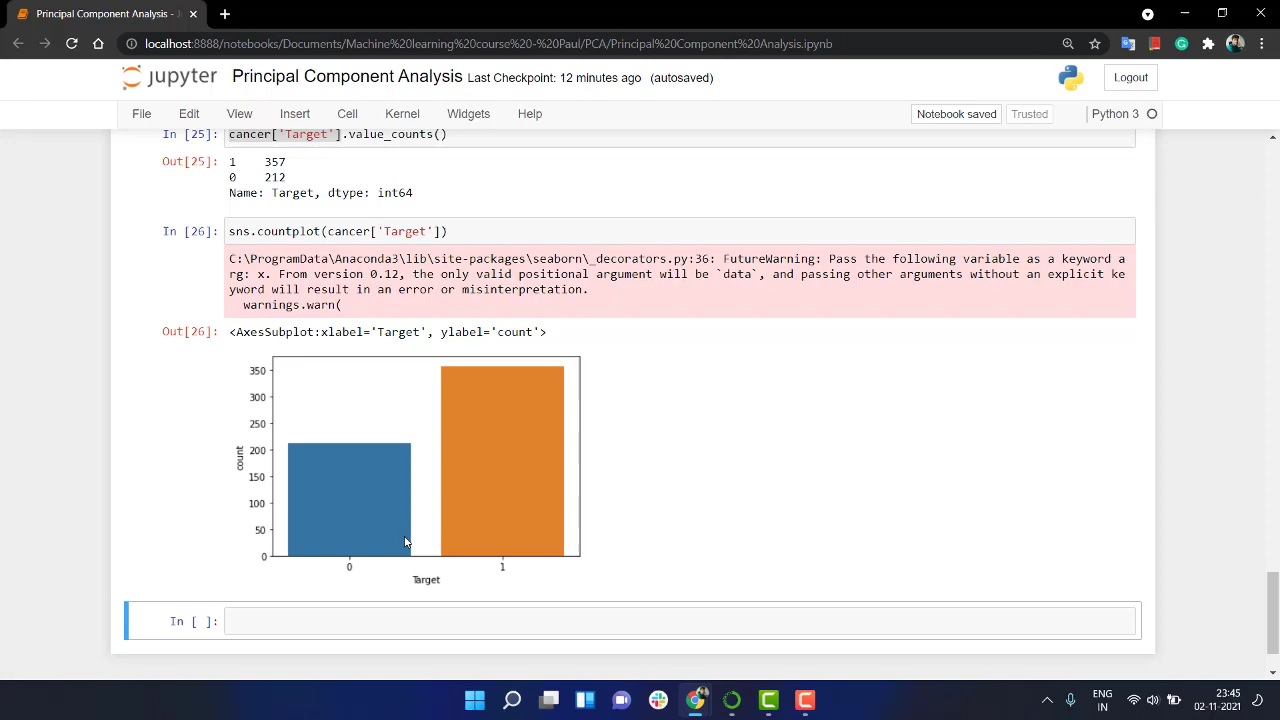 Principal Component Analysis -
localhost:8888/notebooks/Documents/Machine%20learning%20course%20-%20Paul/PCA/Principal%20Component%20Analysis.ipynb
jupyter Principal Component Analysis Last Checkpoint: 12 minutes ago (autosaved) Logout
File Edit View Insert Cell Kernel Widgets Help Notebook saved Trusted Python 3
In [25]: cancer['Target'].value_counts()
Out[25]: 1 357
0 212
Name: Target, dtype: int64
In [26]: sns.countplot(cancer['Target'])
C:\ProgramData\Anaconda3\lib\site-packages\seaborn\_decorators.py:36: FutureWarning: Pass the following variable as a keyword a
rg: x. From version 0.12, the only valid positional argument will be `data`, and passing other arguments without an explicit ke
yword will result in an error or misinterpretation.
warnings.warn(
Out[26]: <AxesSubplot:xlabel='Target', ylabel='count'>
350
300
250
200
150
100
50
0
count
0 1
Target
In [ ]:
ENG
IN
23:45
02-11-2021